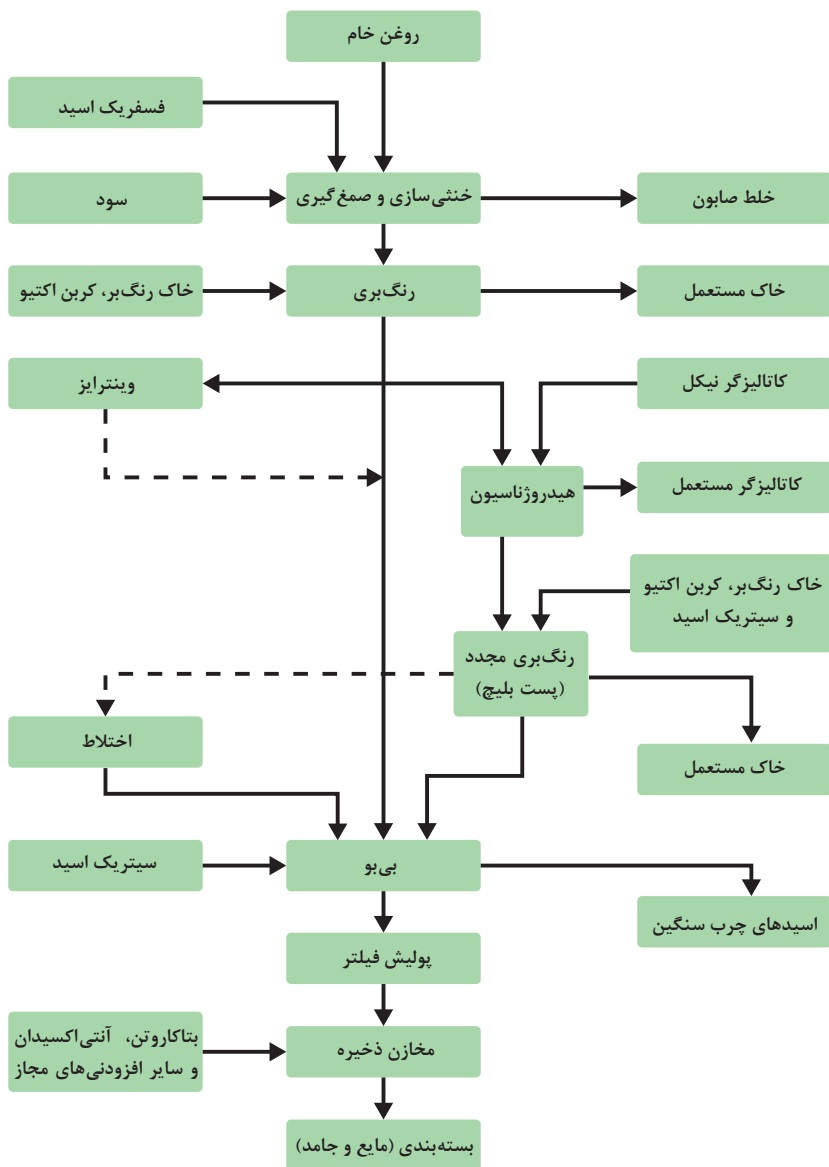 روغن خام
فسفریک اسید
سود
خنثی‌سازی و صمغ‌گیری
خلط صابون
خاک رنگ‌بر، کربن اکتیو
رنگ‌بری
خاک مستعمل
وینترایز
کاتالیزگر نیکل
هیدروژناسیون
کاتالیزگر مستعمل
خاک رنگ‌بر، کربن اکتیو
و سیتریک اسید
رنگ‌بری مجدد
(پست بلیچ)
اختلاط
خاک مستعمل
سیتریک اسید
بی‌بو
اسیدهای چرب سنگین
پولیش فیلتر
بتاکاروتن، آنتی‌اکسیدان
و سایر افزودنی‌های مجاز
مخازن ذخیره
بسته‌بندی (مایع و جامد)